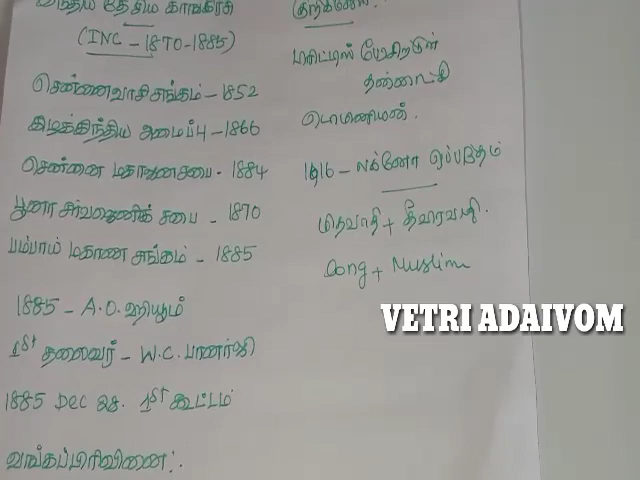 இந்திய தேசிய காங்கிரசு
(INC - 1870-1885)
சென்னைவாசி சங்கம் - 1852
கிழக்கிந்திய அமைப்பு - 1866
சென்னை மகாஜனசபை - 1884
பூனா சர்வஜனிக் சபை - 1870
பம்பாய் மகாண சங்கம் - 1885
1885 - A.O. ஹியூம்
1st தலைவர் - W.C. பானர்ஜி
1885 Dec 28. 1st கூட்டம்
வங்கப்பிரிவினை:
தன்னாட்சி
டொமினியன்.
1916 - லக்னோ ஒப்பந்தம்
மிதவாதி + தீவிரவாதி.
Cong + Muslim
VETRI ADAIVOM